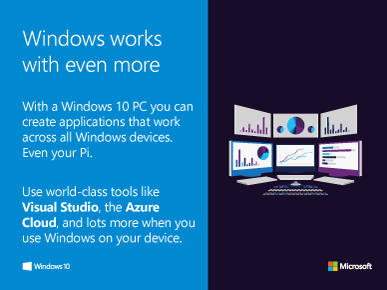 Windows works
with even more
With a Windows 10 PC you can
create applications that work
across all Windows devices.
Even your Pi.
Use world-class tools like
Visual Studio, the Azure
Cloud, and lots more when you
use Windows on your device.
Windows10
Microsoft